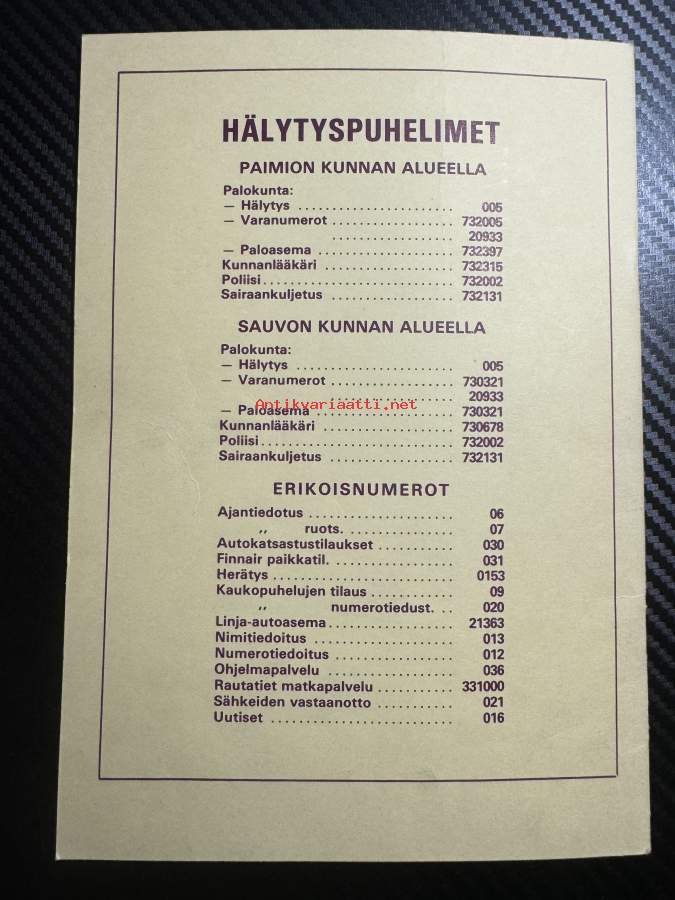 HÄLYTYSPUHELIMET
PAIMION KUNNAN ALUEELLA
Palokunta:
— Hälytys ....................... 005
— Varanumerot .................. 732005
.................. 20933
— Paloasema .................... 732397
Kunnanlääkäri ................... 732315
Poliisi ............................ 732002
Sairaankuljetus .................. 732131
SAUVON KUNNAN ALUEELLA
Palokunta:
— Hälytys ....................... 005
— Varanumerot .................. 730321
.................. 20933
Antikvariaatti.net
— Paloasema .................... 730321
Kunnanlääkäri ................... 730678
Poliisi ............................ 732002
Sairaankuljetus .................. 732131
ERIKOISNUMEROT
Ajantiedotus ..................... 06
,, ruots. ................ 07
Autokatsastustilaukset ........... 030
Finnair paikkatil. ................. 031
Herätys .......................... 0153
Kaukopuhelujen tilaus ............ 09
,, numerotiedust. .. 020
Linja-autoasema .................. 21363
Nimitiedoitus .................... 013
Numerotiedoitus ................. 012
Ohjelmapalvelu .................. 036
Rautatiet matkapalvelu ........... 331000
Sähkeiden vastaanotto ........... 021
Uutiset .......................... 016